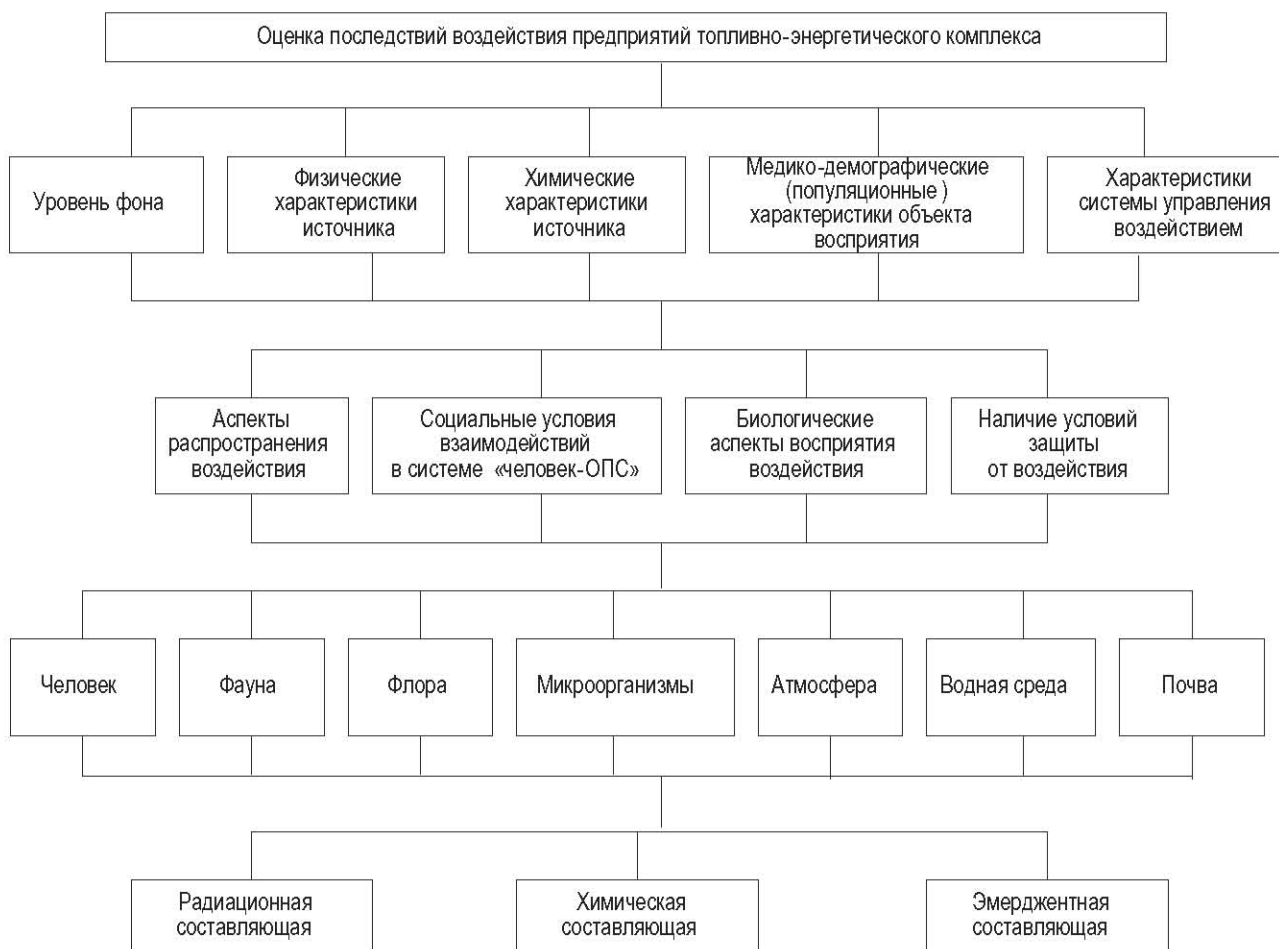 Оценка последствий воздействия предприятий топливно-энергетического комплекса
Уровень фона
Физические
характеристики
источника
Химические
характеристики
источника
Медико-демографические
(популяционные )
характеристики объекта
восприятия
Характеристики
системы управления
воздействием
Аспекты
распространения
воздействия
Социальные условия
взаимодействий
в системе «человек-ОПС»
Биологические
аспекты восприятия
воздействия
Наличие условий
защиты
от воздействия
Человек
Фауна
Флора
Микроорганизмы
Атмосфера
Водная среда
Почва
Радиационная
составляющая
Химическая
составляющая
Эмерджентная
составляющая